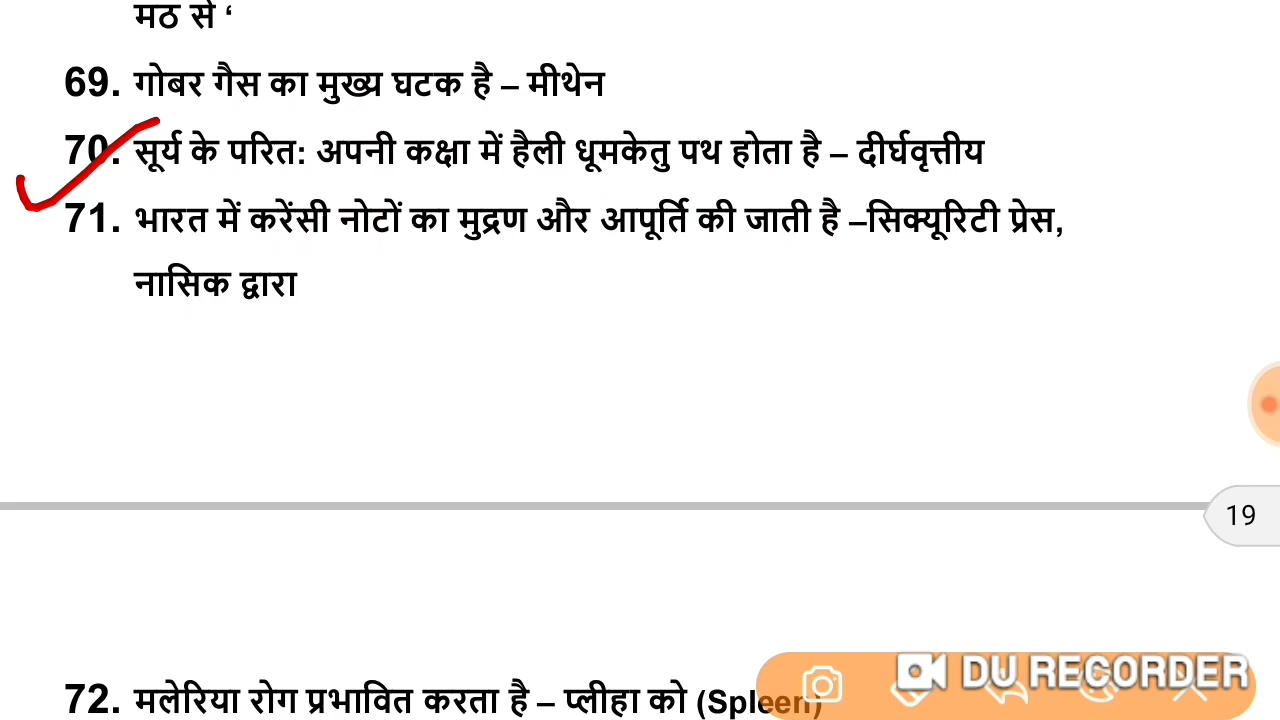 मठ से ‘
69. गोबर गैस का मुख्य घटक है – मीथेन
70. सूर्य के परित: अपनी कक्षा में हैली धूमकेतु पथ होता है – दीर्घवृत्तीय
71. भारत में करेंसी नोटों का मुद्रण और आपूर्ति की जाती है –सिक्यूरिटी प्रेस,
नासिक द्वारा
19
72. मलेरिया रोग प्रभावित करता है – प्लीहा को (Spleen)
DU RECORDER